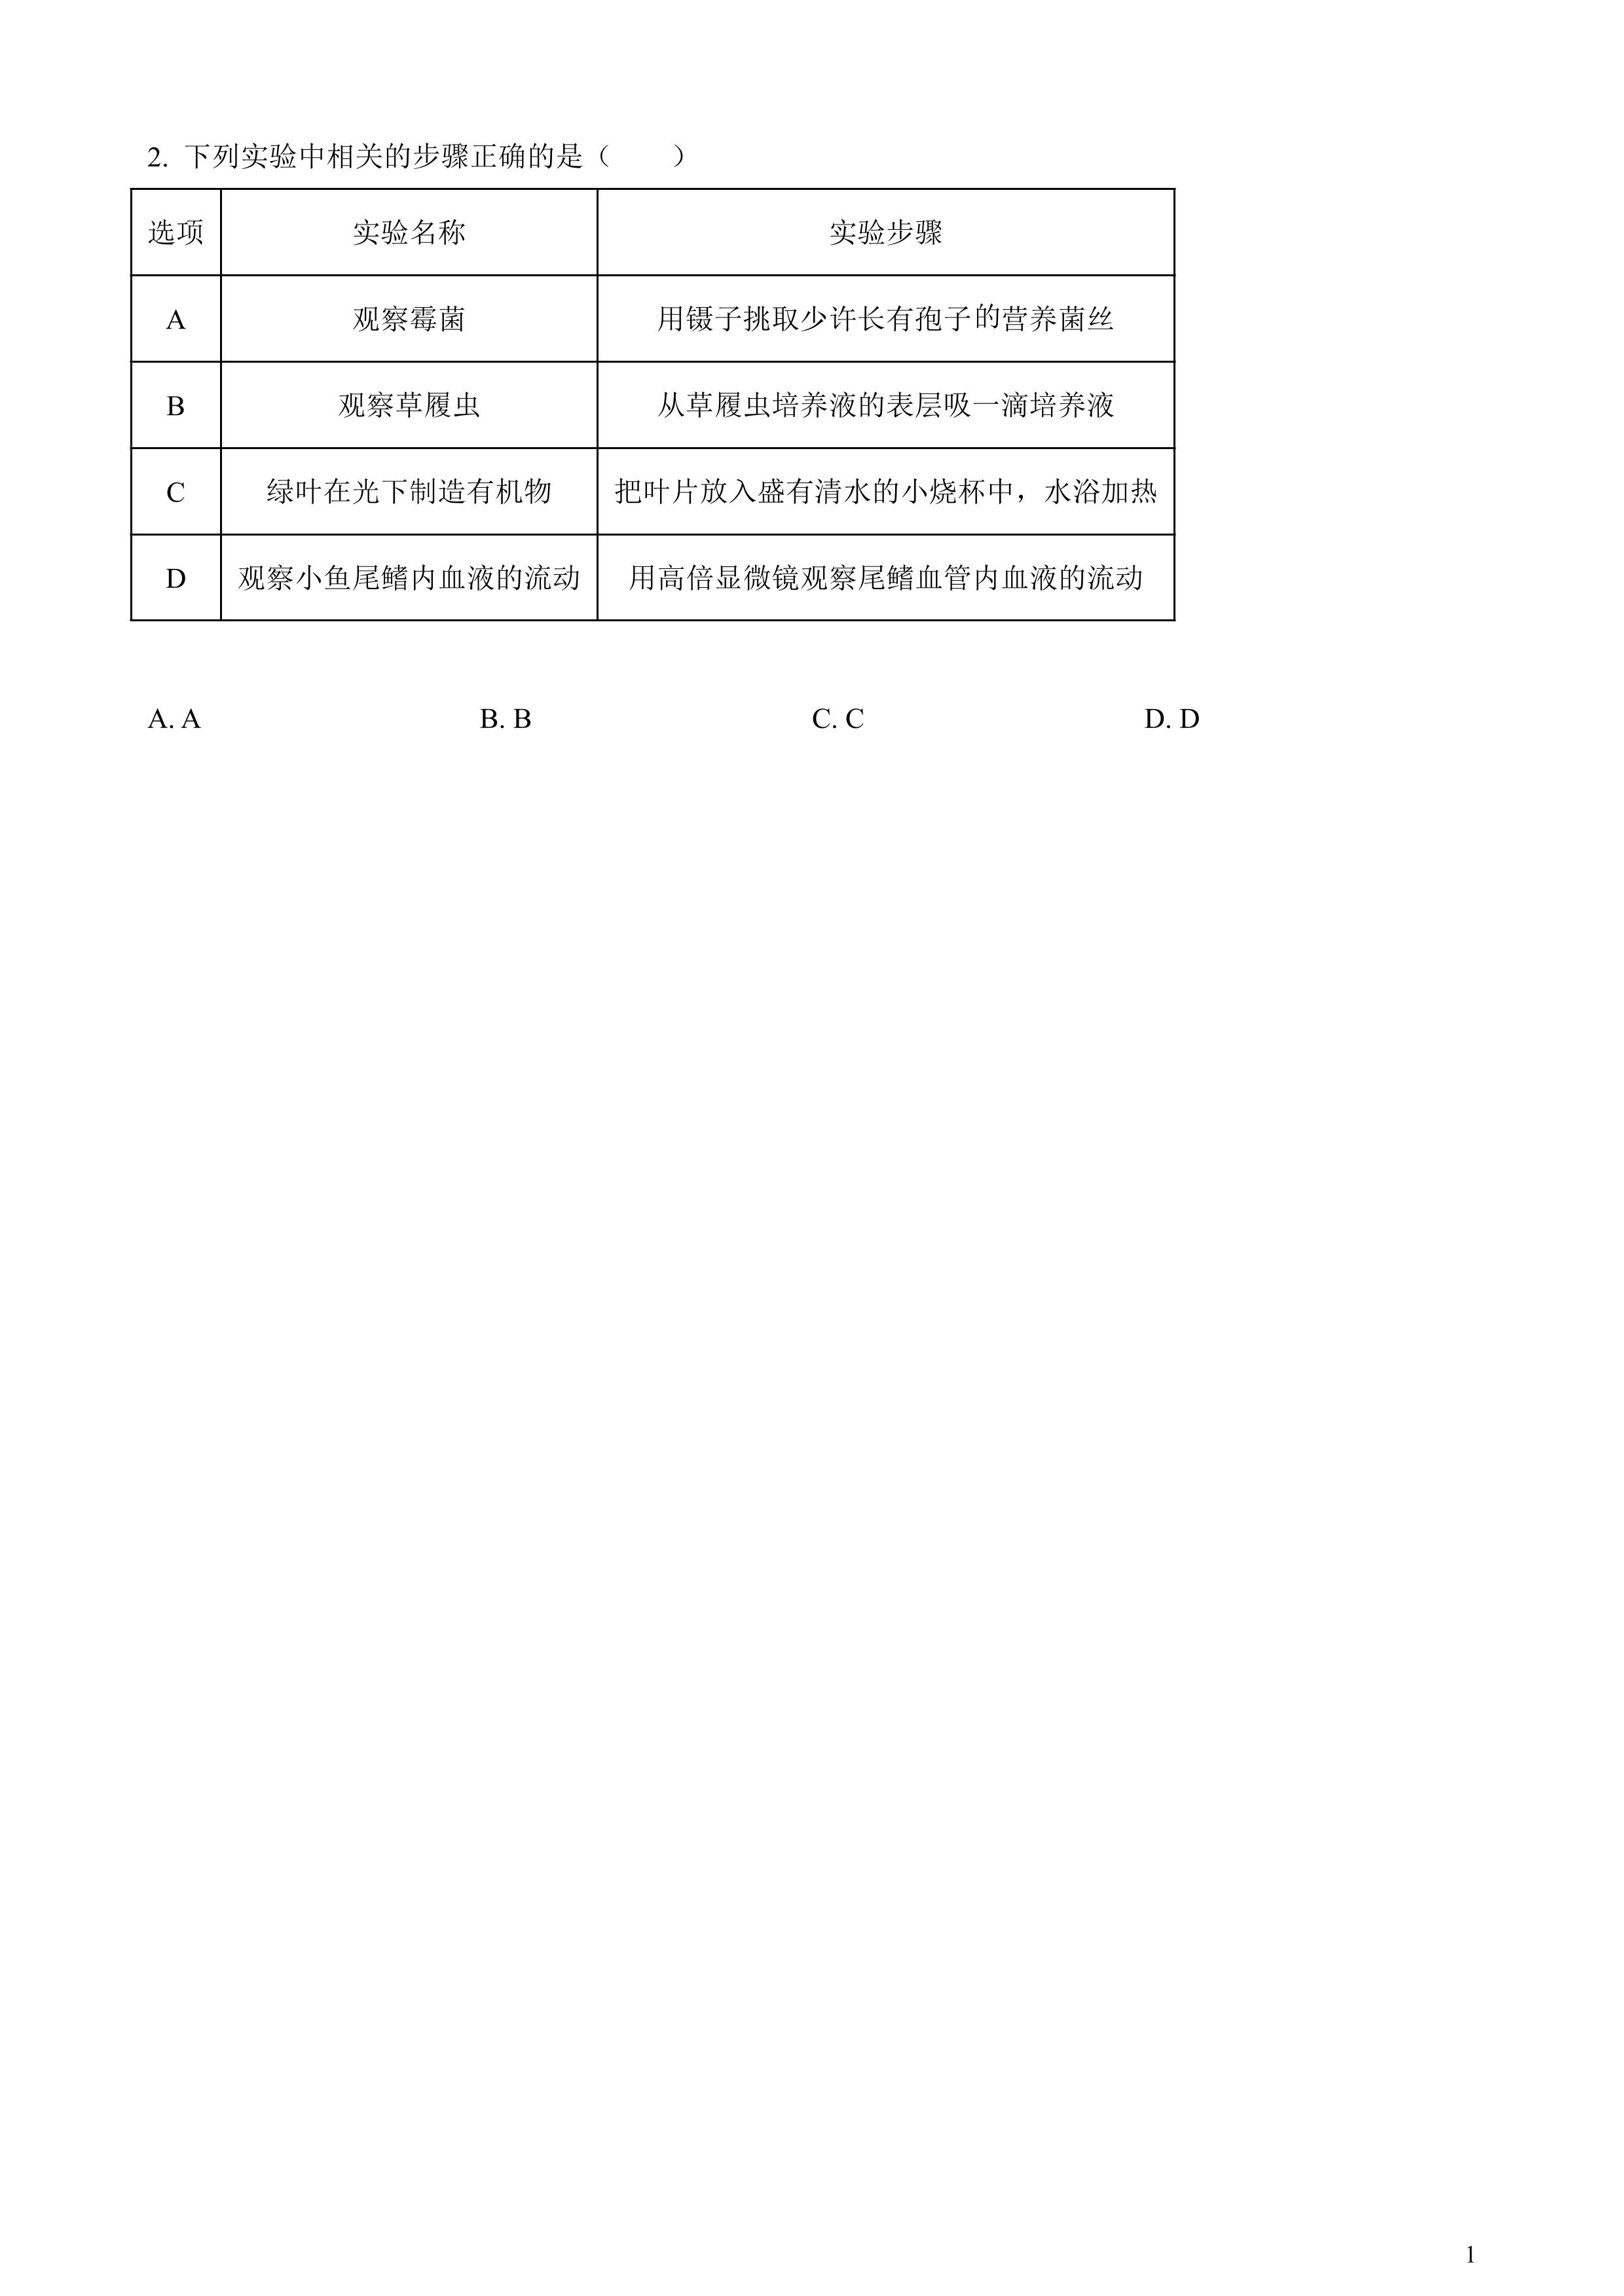 2. 下列实验中相关的步骤正确的是（　　）
选项 实验名称 实验步骤
A 观察霉菌 用镊子挑取少许长有孢子的营养菌丝
B 观察草履虫 从草履虫培养液的表层吸一滴培养液
C 绿叶在光下制造有机物 把叶片放入盛有清水的小烧杯中，水浴加热
D 观察小鱼尾鳍内血液的流动 用高倍显微镜观察尾鳍血管内血液的流动
A. A B. B C. C D. D
1